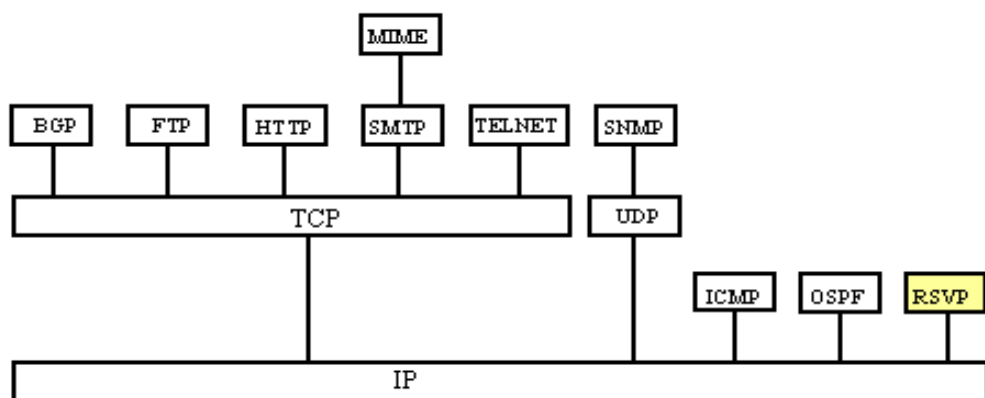 MIME
BGP FTP HTTP SMTP TELNET SNMP
TCP UDP
ICMP OSPF RSVP
IP